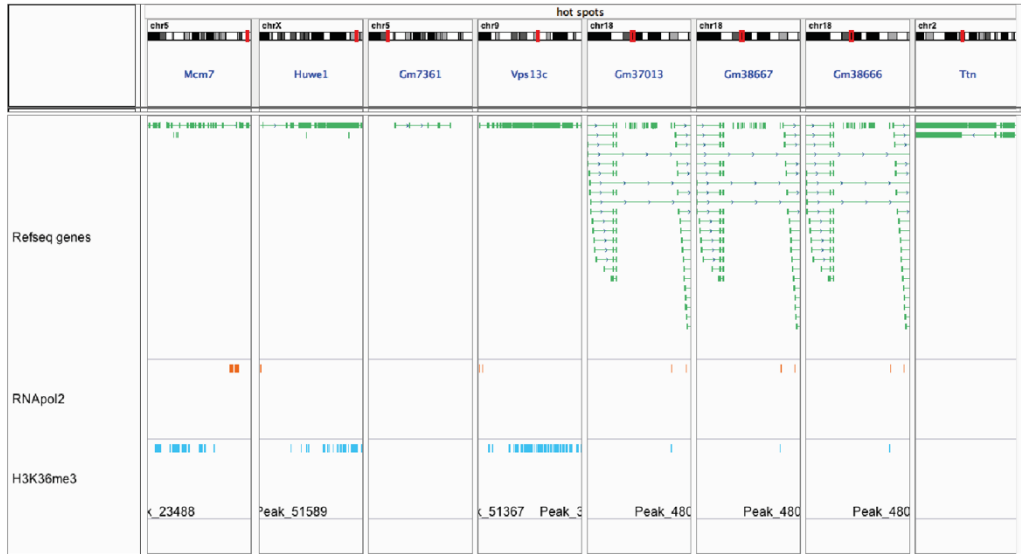 hot spots
chr5 chrX chr5 chr9 chr18 chr18 chr18 chr2
Mcm7 Huwe1 Gm7361 Vps13c Gm37013 Gm38667 Gm38666 Ttn
Refseq genes
RNApol2
H3K36me3
k_23488 Peak_51589 k_51367 Peak_3 Peak_480 Peak_480 Peak_480